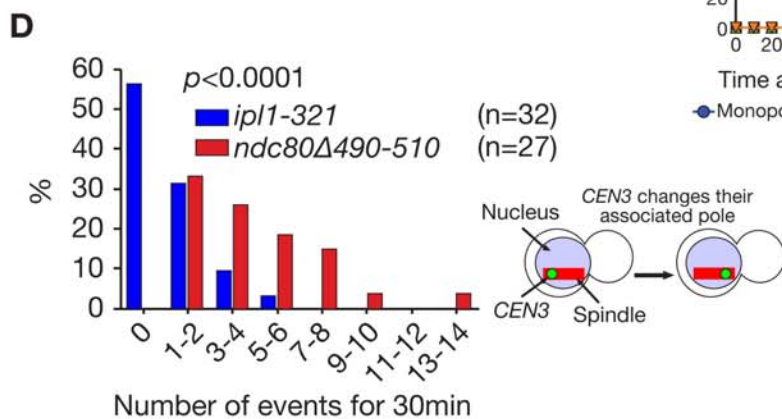 D
60
50
40
30
20
10
0
%
p<0.0001
ipl1-321 (n=32)
ndc80Δ490-510 (n=27)
0
1-2
3-4
5-6
7-8
9-10
11-12
13-14
Number of events for 30min
20
0
0 20
Time a
Monopo
CEN3 changes their
associated pole
Nucleus
CEN3
Spindle